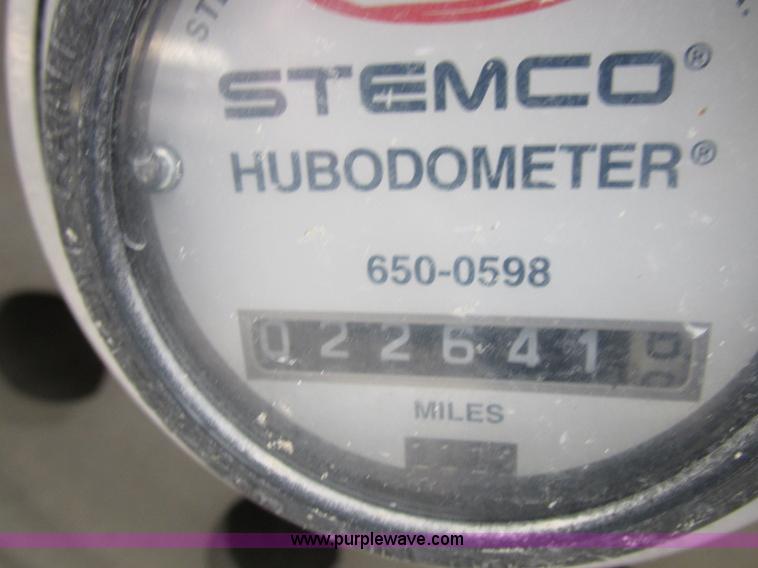 STEMCO®
HUBODOMETER®
650-0598
022641
MILES
www.purplewave.com